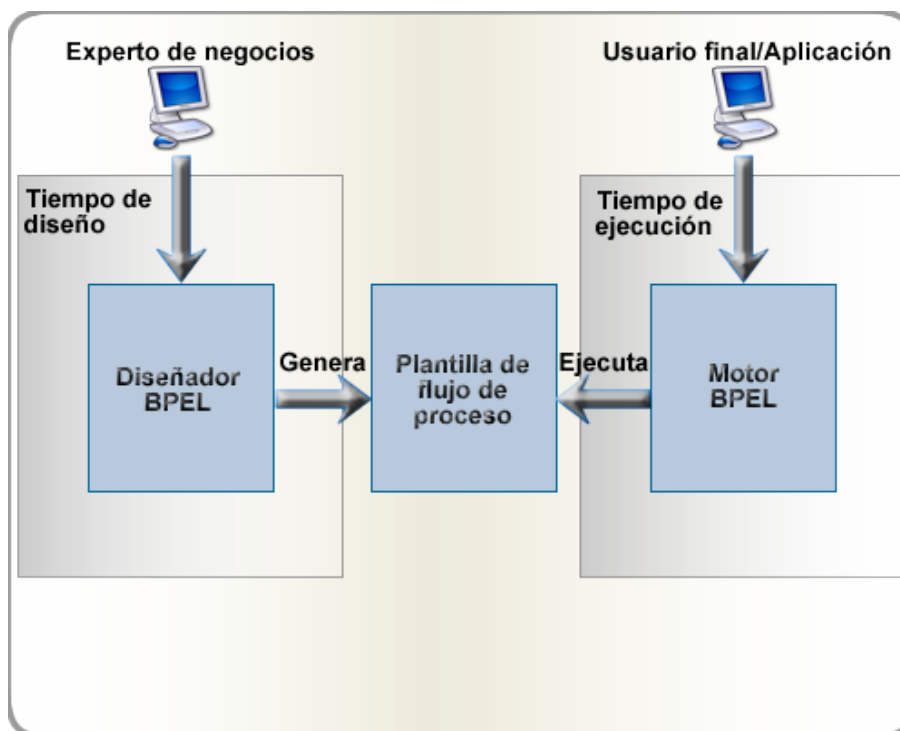 Experto de negocios
Usuario final/Aplicación
Tiempo de
diseño
Tiempo de
ejecución
Diseñador
BPEL
Genera
Plantilla de
flujo de
proceso
Ejecuta
Motor
BPEL